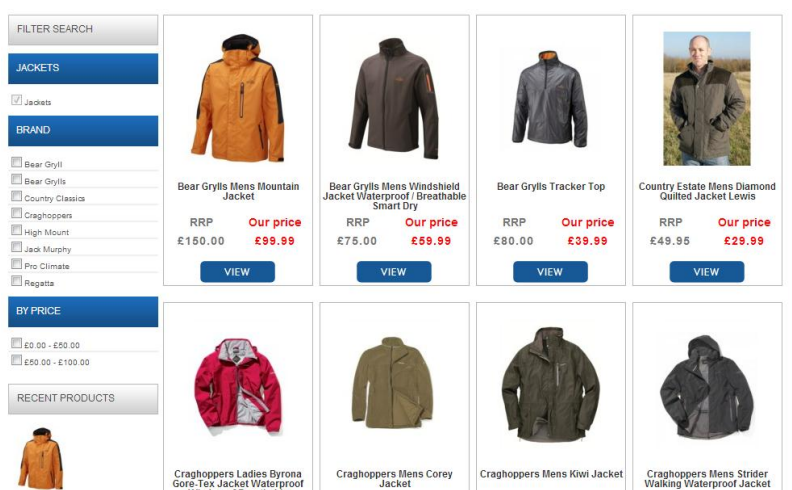 FILTER SEARCH
JACKETS
Jackets
BRAND
Bear Gryll
Bear Grylls
Country Classics
Craghoppers
High Mount
Jack Murphy
Pro Climate
Regatta
BY PRICE
£0.00 - £50.00
£50.00 - £100.00
RECENT PRODUCTS
Bear Grylls Mens Mountain
Jacket
RRP Our price
£150.00 £99.99
VIEW
Bear Grylls Mens Windshield
Jacket Waterproof / Breathable
Smart Dry
RRP Our price
£75.00 £59.99
VIEW
Bear Grylls Tracker Top
RRP Our price
£80.00 £39.99
VIEW
Country Estate Mens Diamond
Quilted Jacket Lewis
RRP Our price
£49.95 £29.99
VIEW
Craghoppers Ladies Byrona
Gore-Tex Jacket Waterproof
Craghoppers Mens Corey
Jacket
Craghoppers Mens Kiwi Jacket
Craghoppers Mens Strider
Walking Waterproof Jacket